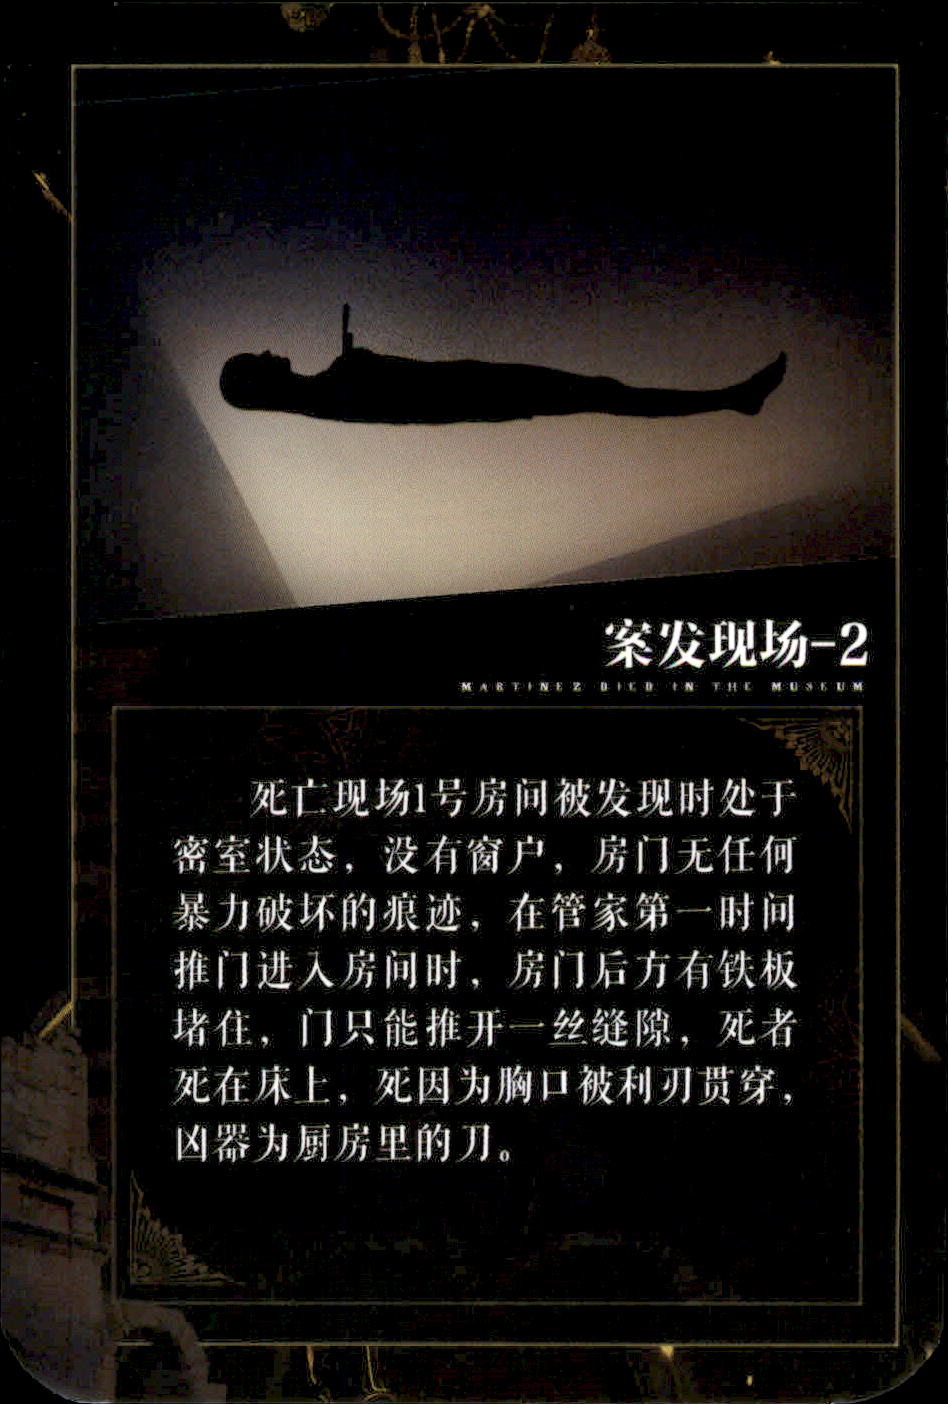 案发现场-2
MARTINEZ DIED IN THE MUSEUM
死亡现场1号房间被发现时处于
密室状态，没有窗户，房门无任何
暴力破坏的痕迹，在管家第一时间
推门进入房间时，房门后方有铁板
堵住，门只能推开一丝缝隙，死者
死在床上，死因为胸口被利刃贯穿，
凶器为厨房里的刀。